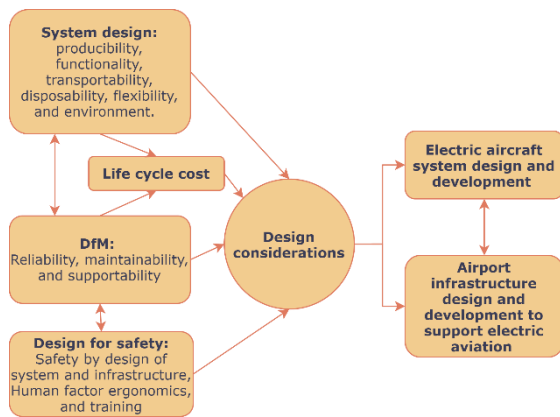 System design:
producibility,
functionality,
transportability,
disposability, flexibility,
and environment.
Life cycle cost
DfM:
Reliability, maintainability,
and supportability
Design for safety:
Safety by design of
system and infrastructure,
Human factor ergonomics,
and training
Design
considerations
Electric aircraft
system design and
development
Airport
infrastructure
design and
development to
support electric
aviation